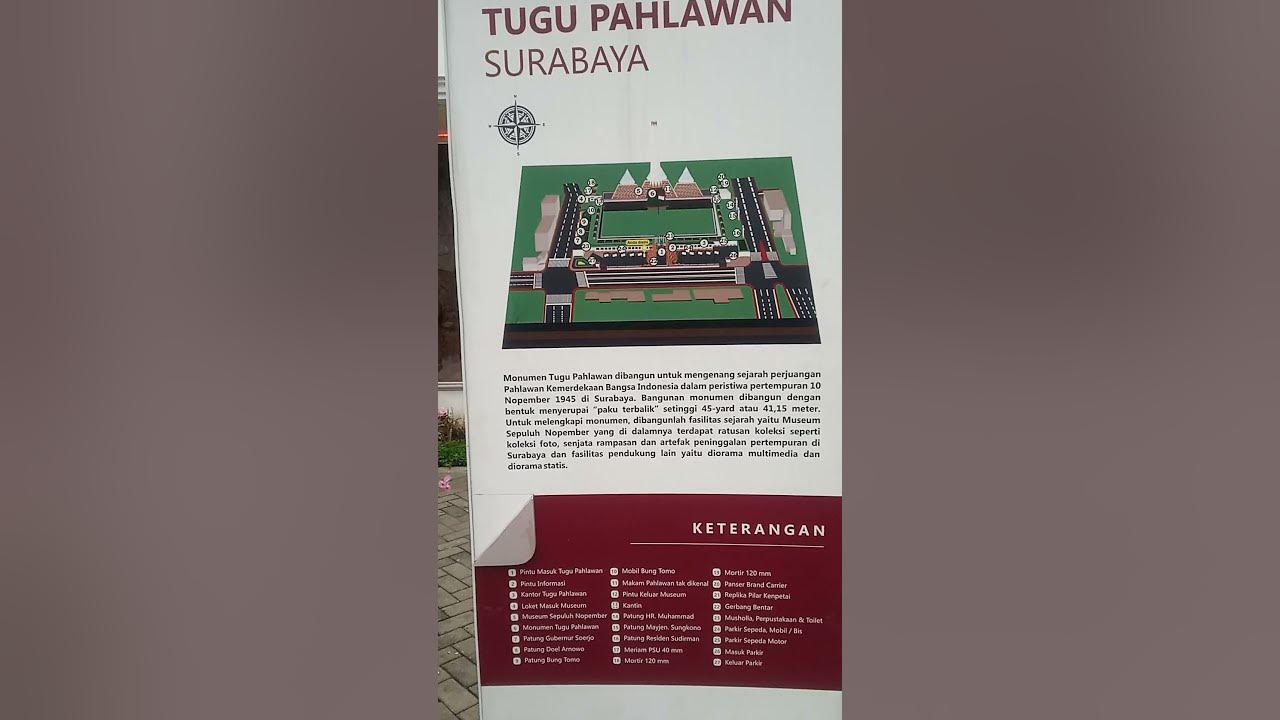 TUGU PAHLAWAN
SURABAYA
N
W E
S
Anda Disini
Monumen Tugu Pahlawan dibangun untuk mengenang sejarah perjuangan
Pahlawan Kemerdekaan Bangsa Indonesia dalam peristiwa pertempuran 10
Nopember 1945 di Surabaya. Bangunan monumen dibangun dengan
bentuk menyerupai “paku terbalik” setinggi 45-yard atau 41,15 meter.
Untuk melengkapi monumen, dibangunlah fasilitas sejarah yaitu Museum
Sepuluh Nopember yang di dalamnya terdapat ratusan koleksi seperti
koleksi foto, senjata rampasan dan artefak peninggalan pertempuran di
Surabaya dan fasilitas pendukung lain yaitu diorama multimedia dan
diorama statis.
KETERANGAN
1 Pintu Masuk Tugu Pahlawan
2 Pintu Informasi
3 Kantor Tugu Pahlawan
4 Loket Masuk Museum
5 Museum Sepuluh Nopember
6 Monumen Tugu Pahlawan
7 Patung Gubernur Soerjo
8 Patung Doel Arnowo
9 Patung Bung Tomo
10 Mobil Bung Tomo
11 Makam Pahlawan tak dikenal
12 Pintu Keluar Museum
13 Kantin
14 Patung HR. Muhammad
15 Patung Mayjen. Sungkono
16 Patung Residen Sudirman
17 Meriam PSU 40 mm
18 Mortir 120 mm
19 Mortir 120 mm
20 Panser Brand Carrier
21 Replika Pilar Kenpetai
22 Gerbang Bentar
23 Musholla, Perpustakaan & Toilet
24 Parkir Sepeda, Mobil / Bis
25 Parkir Sepeda Motor
26 Masuk Parkir
27 Keluar Parkir